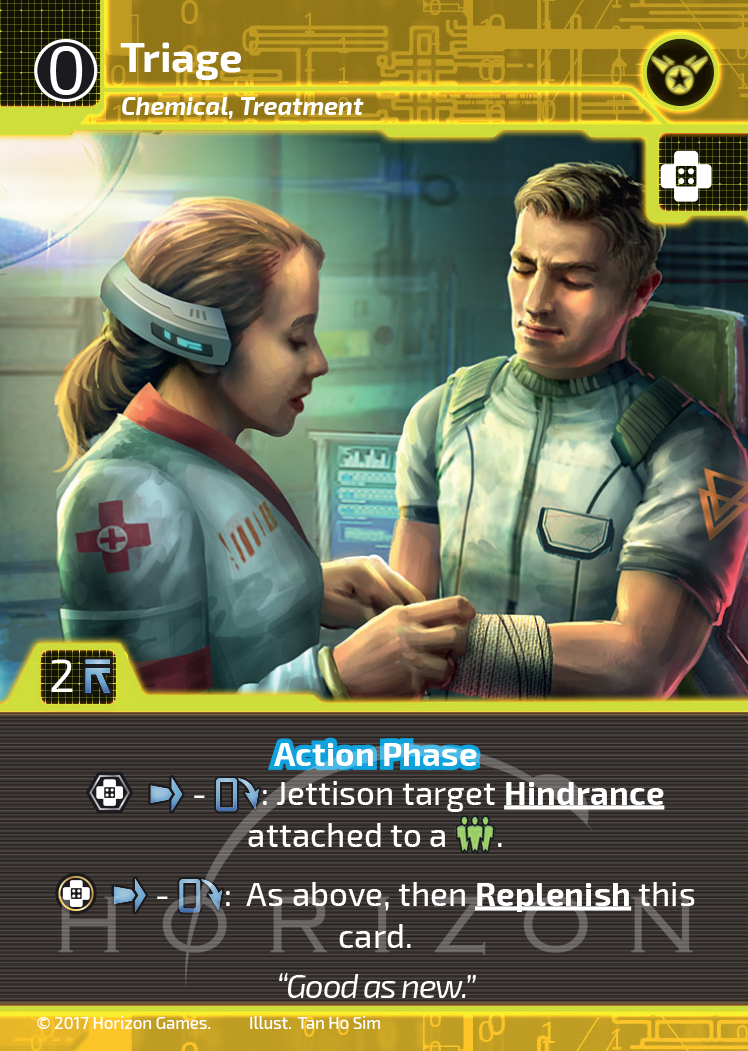 0
Triage
Chemical, Treatment
2
Action Phase
- : Jettison target Hindrance
attached to a .
- : As above, then Replenish this
card.
HORIZON
“Good as new.”
© 2017 Horizon Games. Illust. Tan Ho Sim